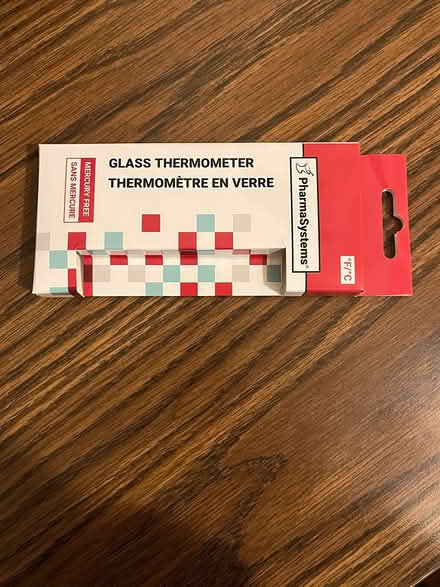 GLASS THERMOMETER
THERMOMÈTRE EN VERRE
MERCURY FREE
SANS MERCURE
PharmaSystems®
°F/°C